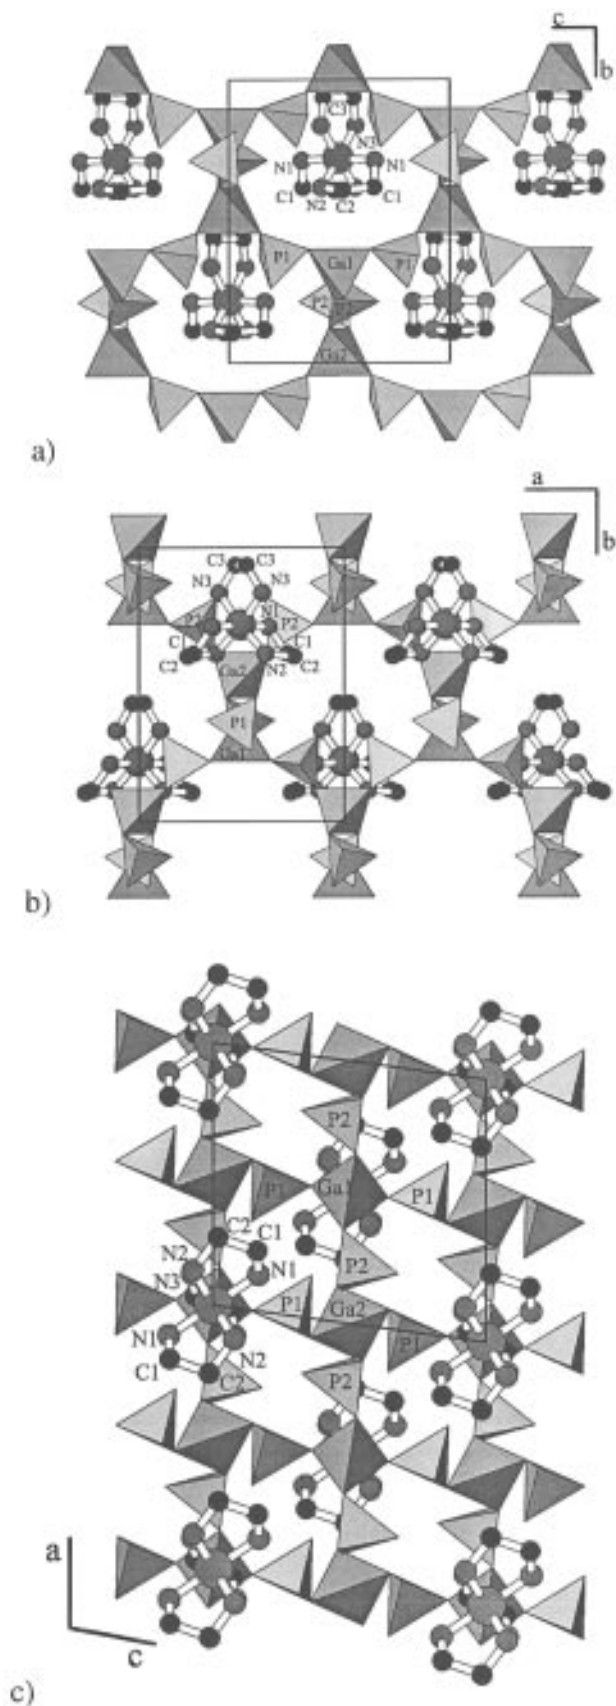 c
b
C3
N3
N1 N1
C1 C1
N2 C2
P1 Ga1 P1
P2
Ga2
a)
a
b
C3 C3
N3 N3
N1
P2 P2
C1 C1
C2 N2 C2
Ga2
P1
Ga1
b)
P2
P1 Ga1 P1
C2 C1
N2 P2
N3 N1
P1 Ga2
N1 P1
C1 N2
C2 P2
a
c
c)